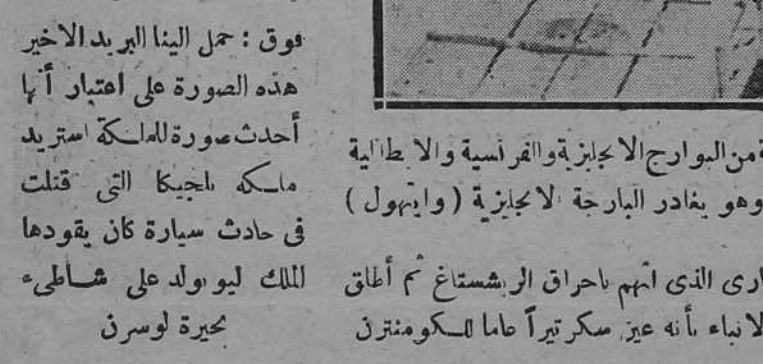 فوق : حمل الينا البريد الاخير
هذه الصورة على اعتبار أنها
أحدث صورة للملكة استريد
ملكه بلجيكا التى قتلت
فى حادث سيارة كان يقودها
الملك ليوبولد على شاطىء
بحيرة لوسرن
من البوارج الانجليزية والفرنسية والايطالية
وهو يغادر البارجة الانجليزية ( وايتهول )
الذى اتهم باحراق الريشستاغ ثم أطلق
الانباء بأنه عين سكرتيراً عاما للكومنترن